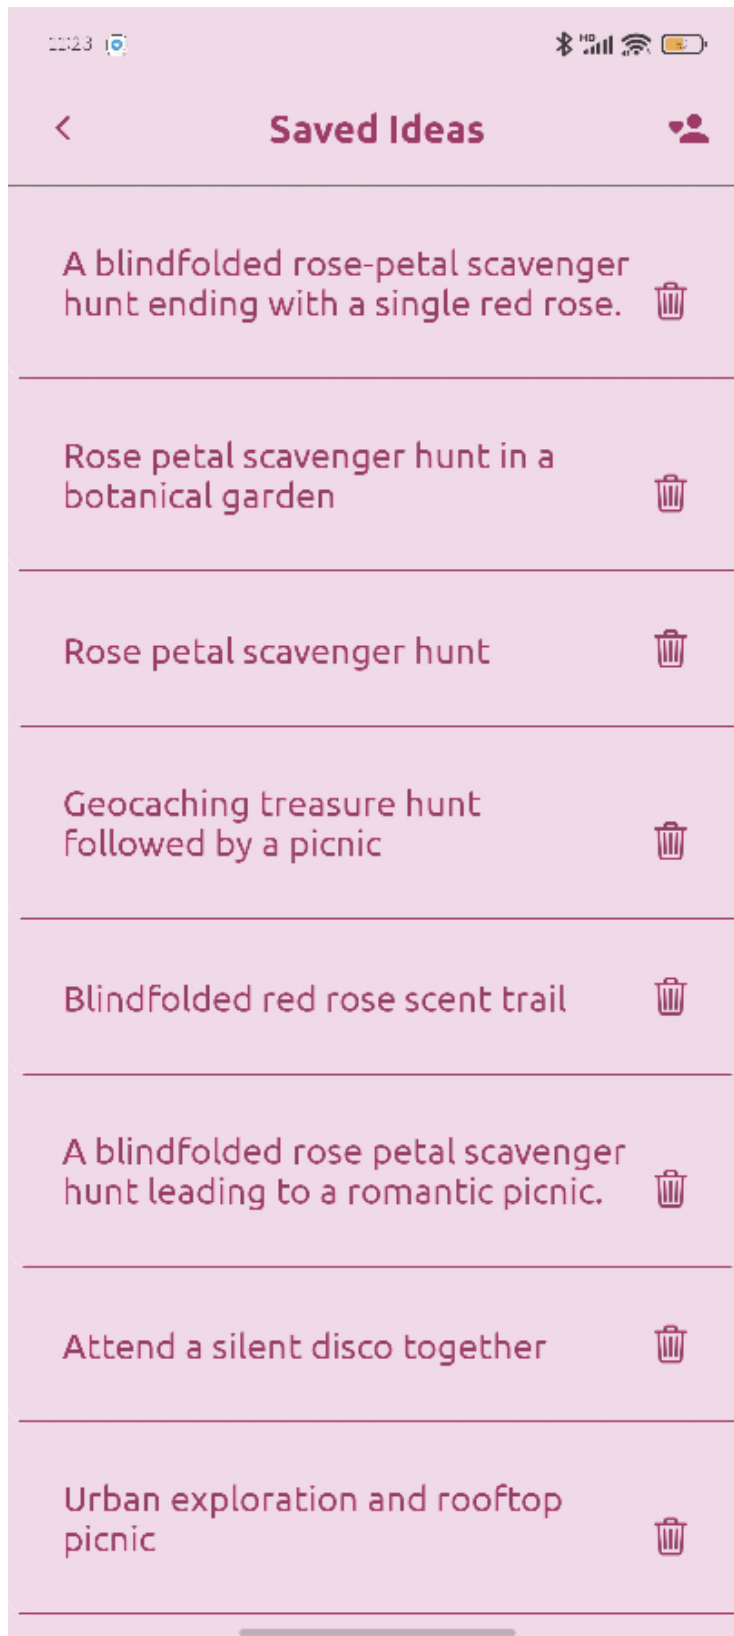 11:23
Saved Ideas
A blindfolded rose-petal scavenger
hunt ending with a single red rose.
Rose petal scavenger hunt in a
botanical garden
Rose petal scavenger hunt
Geocaching treasure hunt
followed by a picnic
Blindfolded red rose scent trail
A blindfolded rose petal scavenger
hunt leading to a romantic picnic.
Attend a silent disco together
Urban exploration and rooftop
picnic